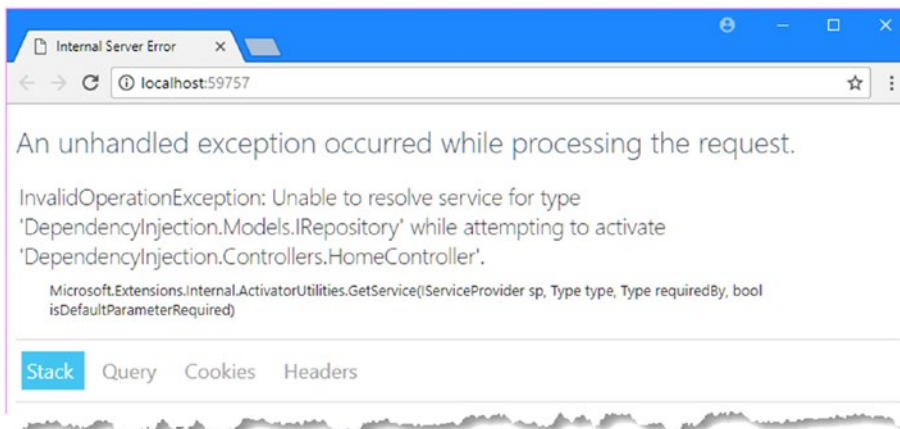 Internal Server Error
localhost:59757
An unhandled exception occurred while processing the request.
InvalidOperationException: Unable to resolve service for type
'DependencyInjection.Models.IRepository' while attempting to activate
'DependencyInjection.Controllers.HomeController'.
Microsoft.Extensions.Internal.ActivatorUtilities.GetService(IServiceProvider sp, Type type, Type requiredBy, bool
isDefaultParameterRequired)
Stack Query Cookies Headers